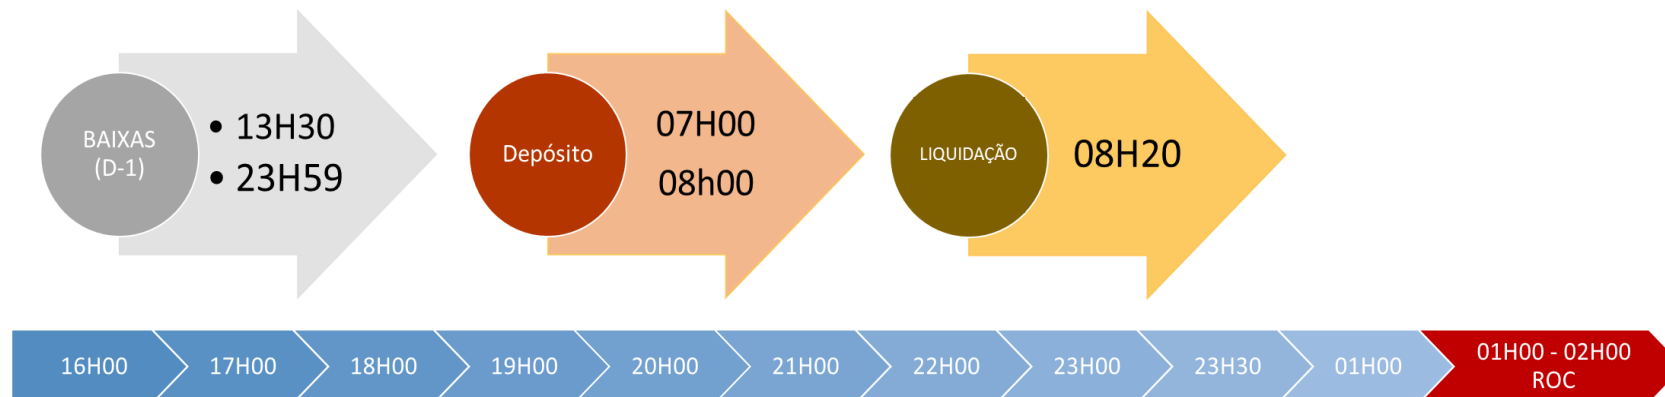 BAIXAS
(D-1)
• 13H30
• 23H59
Depósito
07H00
08h00
LIQUIDAÇÃO
08H20
16H00
17H00
18H00
19H00
20H00
21H00
22H00
23H00
23H30
01H00
01H00 - 02H00
ROC